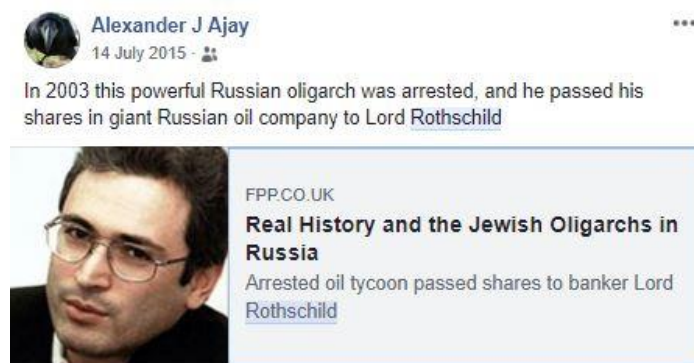 Alexander J Ajay
14 July 2015 ·
In 2003 this powerful Russian oligarch was arrested, and he passed his
shares in giant Russian oil company to Lord Rothschild
FPP.CO.UK
Real History and the Jewish Oligarchs in
Russia
Arrested oil tycoon passed shares to banker Lord
Rothschild